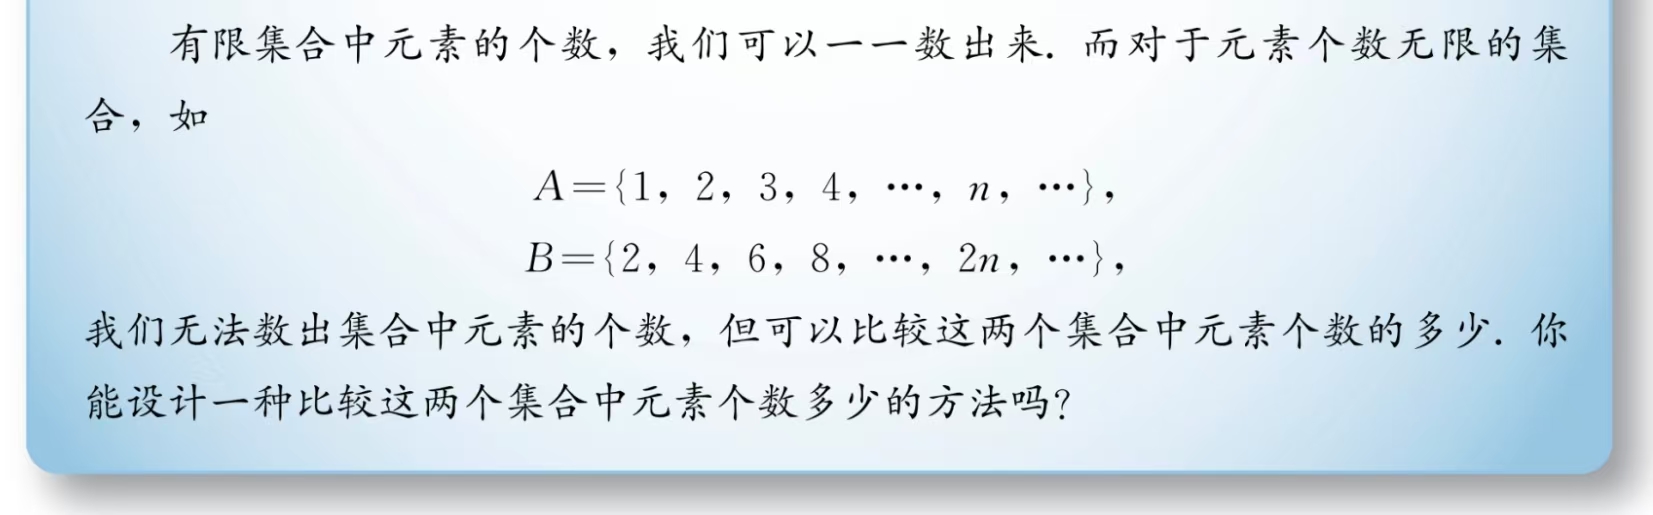 有限集合中元素的个数，我们可以一一数出来. 而对于元素个数无限的集
合，如
A={1, 2, 3, 4, …, n, …},
B={2, 4, 6, 8, …, 2n, …},
我们无法数出集合中元素的个数，但可以比较这两个集合中元素个数的多少. 你
能设计一种比较这两个集合中元素个数多少的方法吗？